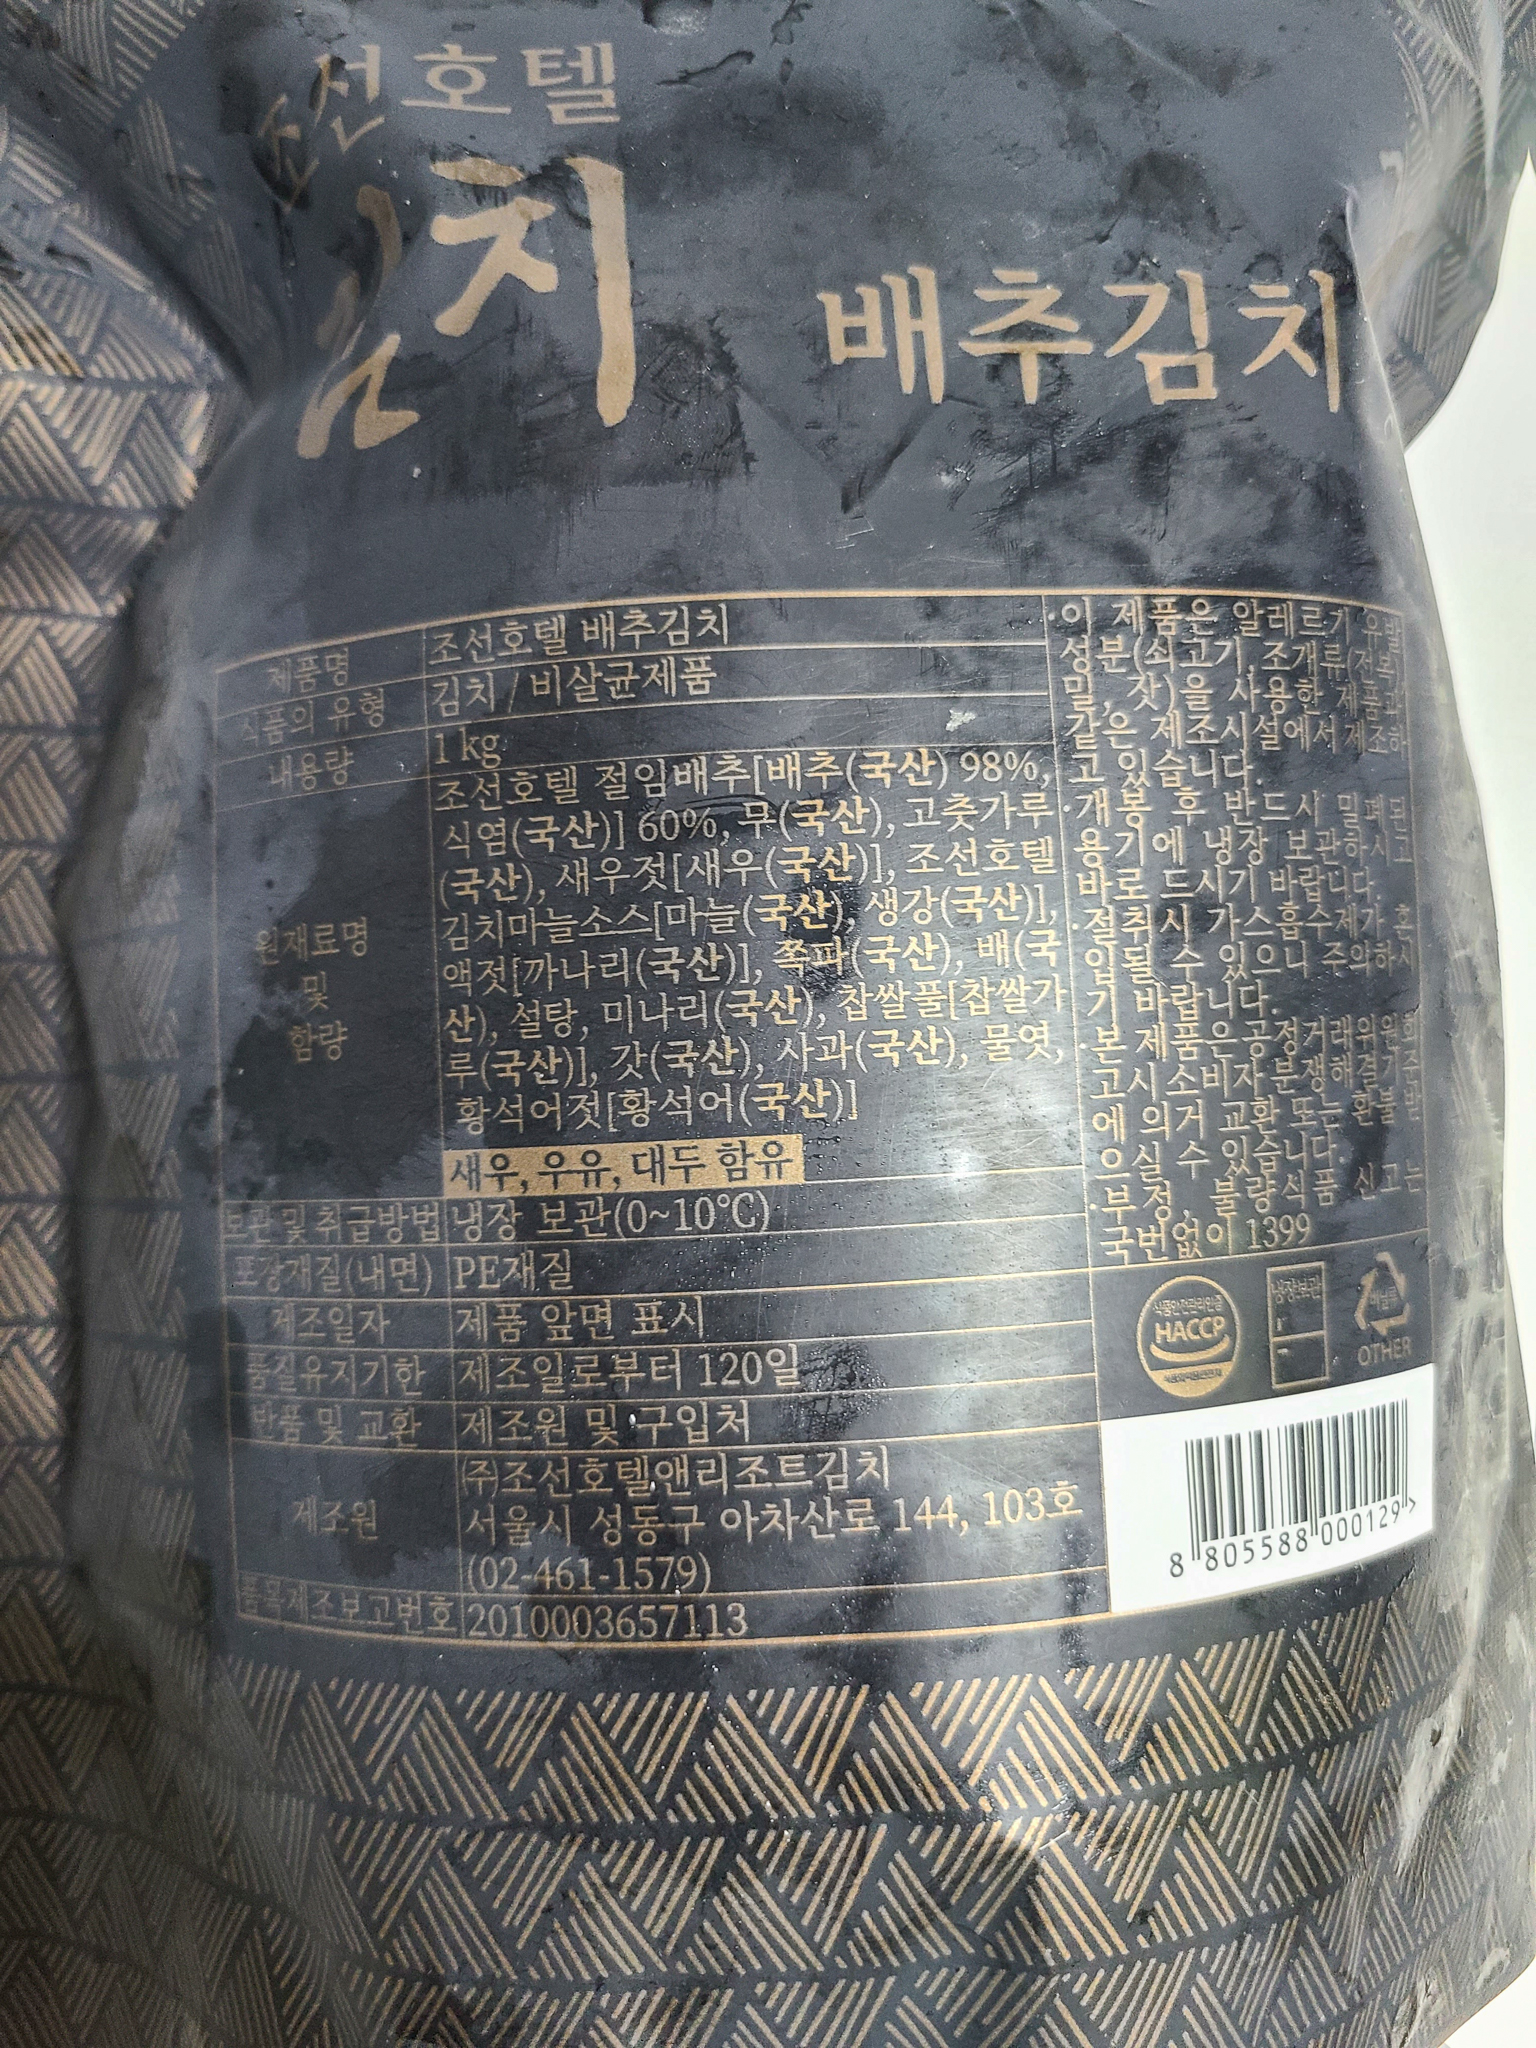 조선호텔
김치
배추김치
제품명 조선호텔 배추김치
식품의 유형 김치 / 비살균제품
내용량 1 kg
원재료명
및
함량
조선호텔 절임배추[배추(국산) 98%,
식염(국산)] 60%, 무(국산), 고춧가루
(국산), 새우젓[새우(국산)], 조선호텔
김치마늘소스[마늘(국산), 생강(국산)],
액젓[까나리(국산)], 쪽파(국산), 배(국
산), 설탕, 미나리(국산), 찹쌀풀[찹쌀가
루(국산)], 갓(국산), 사과(국산), 물엿,
황석어젓[황석어(국산)]
새우, 우유, 대두 함유
보관 및 취급방법 냉장 보관(0~10℃)
포장재질(내면) PE재질
제조일자 제품 앞면 표시
품질유지기한 제조일로부터 120일
반품 및 교환 제조원 및 구입처
제조원
㈜조선호텔앤리조트김치
서울시 성동구 아차산로 144, 103호
(02-461-1579)
품목제조보고번호 2010003657113
·이 제품은 알레르기 유발
성분(쇠고기, 조개류(전복),
밀, 잣)을 사용한 제품과
같은 제조시설에서 제조하
고 있습니다.
·개봉 후 반드시 밀폐된
용기에 냉장 보관하시고
바로 드시기 바랍니다.
·절취시 가스흡수제가 혼
입될 수 있으니 주의하시
기 바랍니다.
·본 제품은 공정거래위원회
고시 소비자분쟁해결기준
에 의거 교환 또는 환불 받
으실 수 있습니다.
·부정, 불량식품 신고는
국번없이 1399
식품안전관리인증
HACCP
냉장보관
재활용
OTHER
8 805588 000129 >